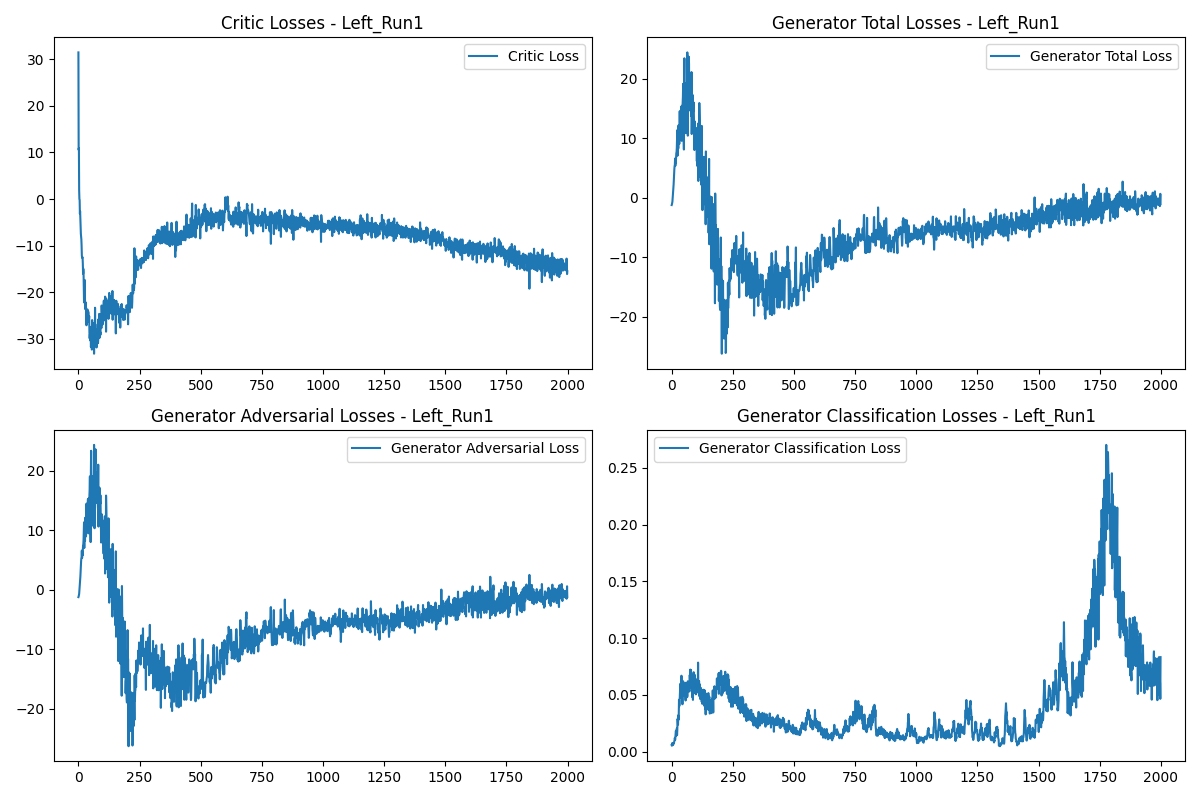 Critic Losses - Left_Run1
Critic Loss
30
20
10
0
−10
−20
−30
0 250 500 750 1000 1250 1500 1750 2000
Generator Total Losses - Left_Run1
Generator Total Loss
20
10
0
−10
−20
0 250 500 750 1000 1250 1500 1750 2000
Generator Adversarial Losses - Left_Run1
Generator Adversarial Loss
20
10
0
−10
−20
0 250 500 750 1000 1250 1500 1750 2000
Generator Classification Losses - Left_Run1
Generator Classification Loss
0.25
0.20
0.15
0.10
0.05
0.00
0 250 500 750 1000 1250 1500 1750 2000